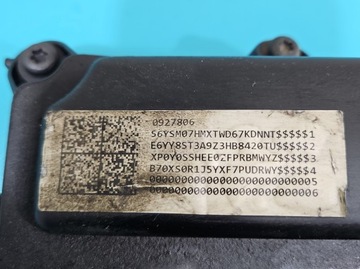 0927806
S6YSM07HMXTWD67KDNNT$$$$$1
E6YY8ST3A9Z3HB8420TU$$$$$2
XP0Y0SSHEE0ZFPRBMWYZ$$$$$3
B70XS0R1J5YXF7PUDRWY$$$$$4
00000000000000000000000005
00000000000000000000000006